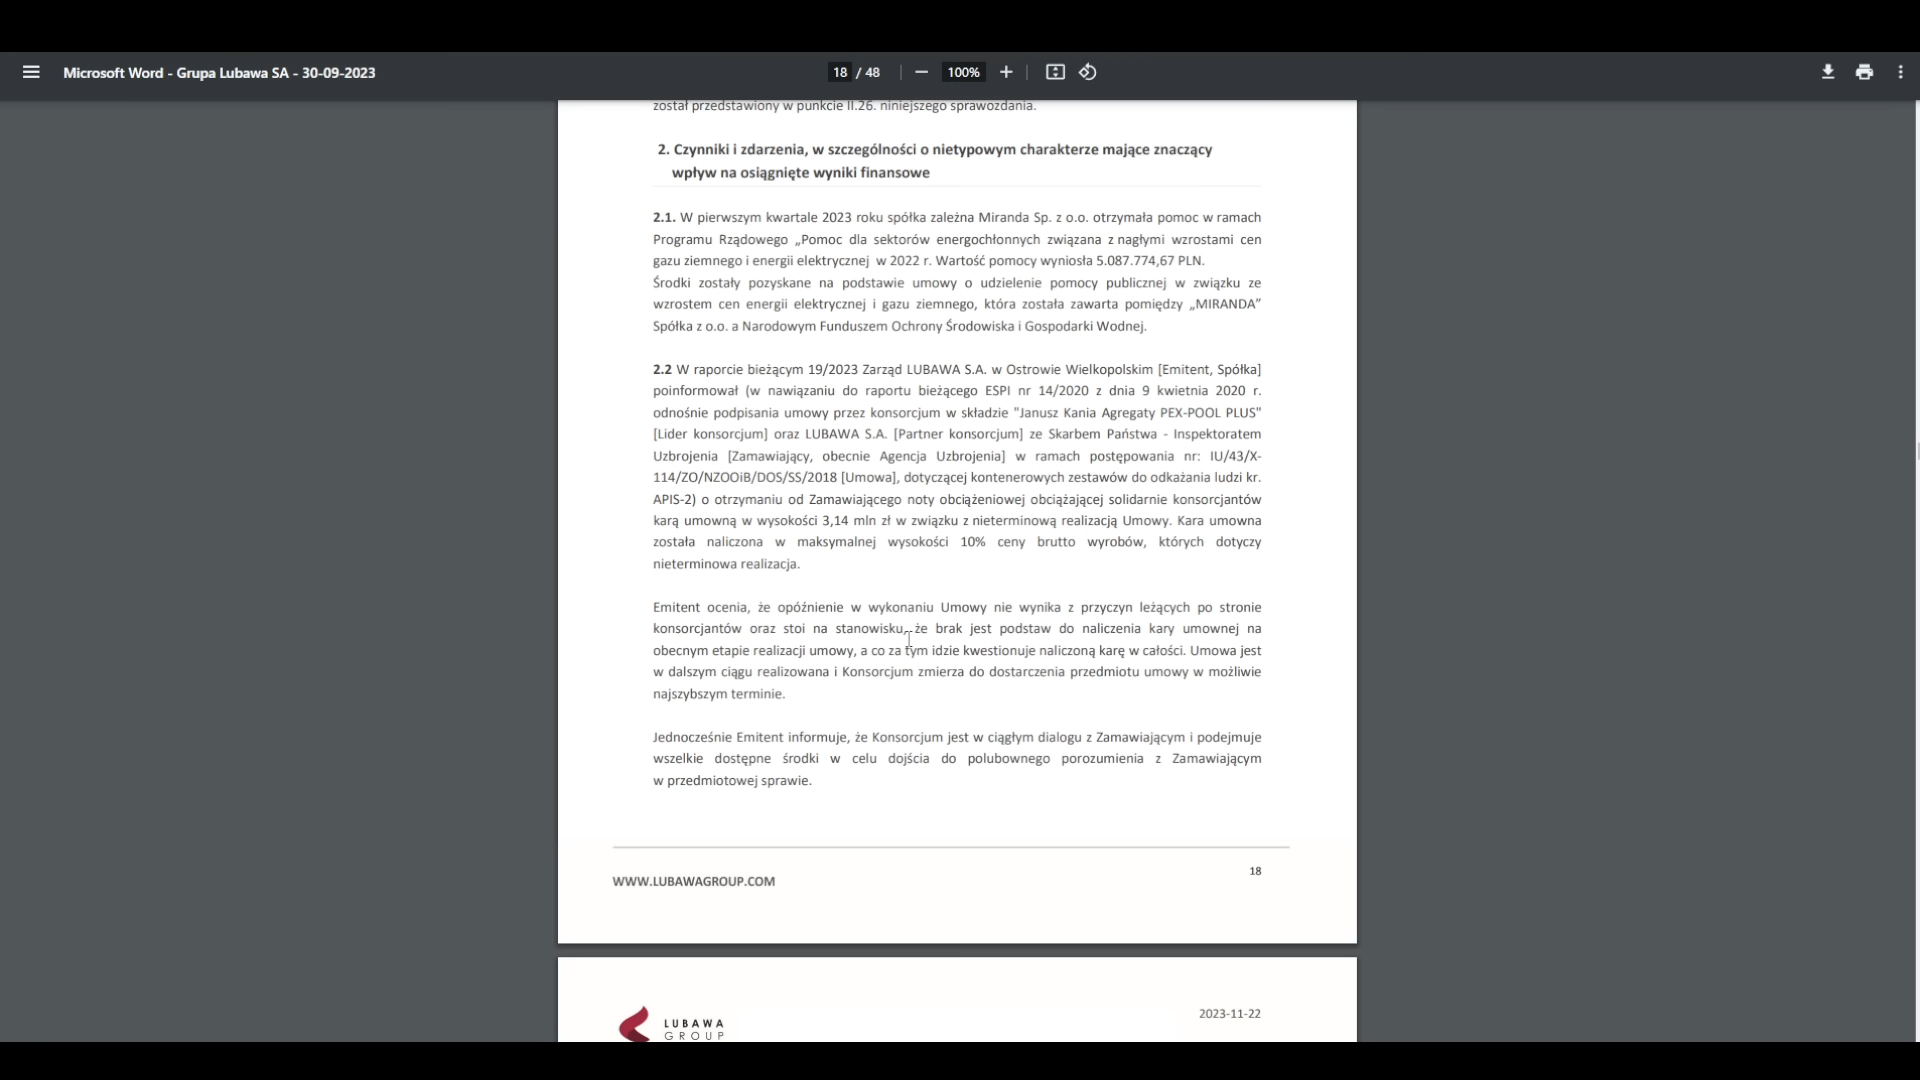 Microsoft Word - Grupa Lubawa SA - 30-09-2023
18 / 48
100%
został przedstawiony w punkcie II.26. niniejszego sprawozdania.
2. Czynniki i zdarzenia, w szczególności o nietypowym charakterze mające znaczący
wpływ na osiągnięte wyniki finansowe
2.1. W pierwszym kwartale 2023 roku spółka zależna Miranda Sp. z o.o. otrzymała pomoc w ramach
Programu Rządowego „Pomoc dla sektorów energochłonnych związana z nagłymi wzrostami cen
gazu ziemnego i energii elektrycznej w 2022 r. Wartość pomocy wyniosła 5.087.774,67 PLN.
Środki zostały pozyskane na podstawie umowy o udzielenie pomocy publicznej w związku ze
wzrostem cen energii elektrycznej i gazu ziemnego, która została zawarta pomiędzy „MIRANDA”
Spółka z o.o. a Narodowym Funduszem Ochrony Środowiska i Gospodarki Wodnej.
2.2 W raporcie bieżącym 19/2023 Zarząd LUBAWA S.A. w Ostrowie Wielkopolskim [Emitent, Spółka]
poinformował (w nawiązaniu do raportu bieżącego ESPI nr 14/2020 z dnia 9 kwietnia 2020 r.
odnośnie podpisania umowy przez konsorcjum w składzie "Janusz Kania Agregaty PEX-POOL PLUS"
[Lider konsorcjum] oraz LUBAWA S.A. [Partner konsorcjum] ze Skarbem Państwa - Inspektoratem
Uzbrojenia [Zamawiający, obecnie Agencja Uzbrojenia] w ramach postępowania nr: IU/43/X-
114/ZO/NZOOiB/DOS/SS/2018 [Umowa], dotyczącej kontenerowych zestawów do odkażania ludzi kr.
APIS-2) o otrzymaniu od Zamawiającego noty obciążeniowej obciążającej solidarnie konsorcjantów
karą umowną w wysokości 3,14 mln zł w związku z nieterminową realizacją Umowy. Kara umowna
została naliczona w maksymalnej wysokości 10% ceny brutto wyrobów, których dotyczy
nieterminowa realizacja.
Emitent ocenia, że opóźnienie w wykonaniu Umowy nie wynika z przyczyn leżących po stronie
konsorcjantów oraz stoi na stanowisku, że brak jest podstaw do naliczenia kary umownej na
obecnym etapie realizacji umowy, a co za tym idzie kwestionuje naliczoną karę w całości. Umowa jest
w dalszym ciągu realizowana i Konsorcjum zmierza do dostarczenia przedmiotu umowy w możliwie
najszybszym terminie.
Jednocześnie Emitent informuje, że Konsorcjum jest w ciągłym dialogu z Zamawiającym i podejmuje
wszelkie dostępne środki w celu dojścia do polubownego porozumienia z Zamawiającym
w przedmiotowej sprawie.
18
WWW.LUBAWAGROUP.COM
2023-11-22
LUBAWA
GROUP